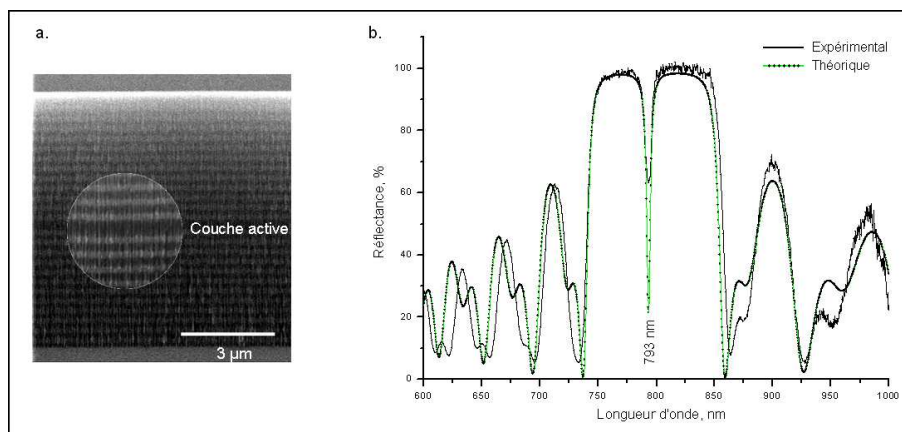 a.
Couche active
3 µm
b.
Expérimental
Théorique
Réflectance, %
100
80
60
40
20
0
793 nm
600 650 700 750 800 850 900 950 1000
Longueur d'onde, nm